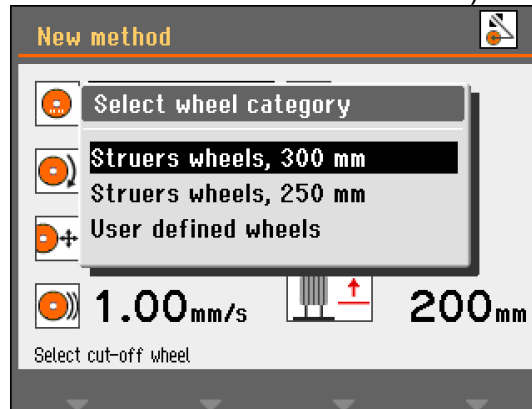 New method
Select wheel category
Struers wheels, 300 mm
Struers wheels, 250 mm
User defined wheels
1.00mm/s 200mm
Select cut-off wheel